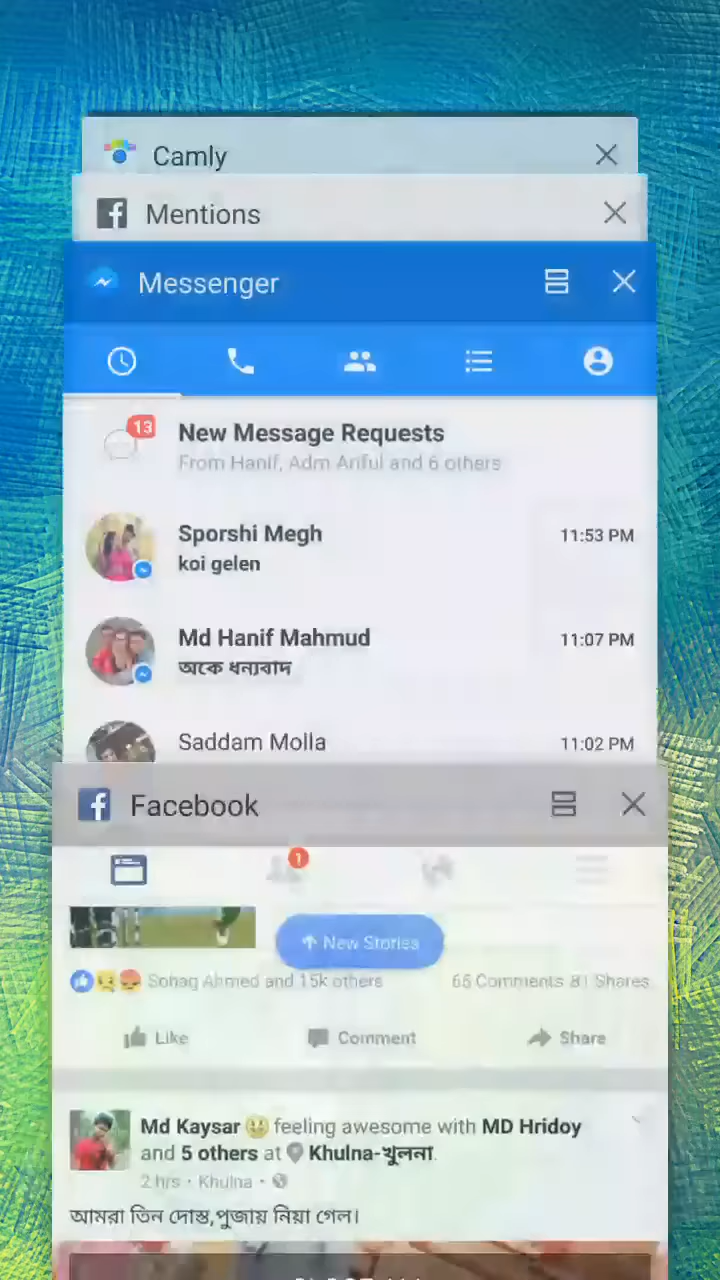 Camly
Mentions
Messenger
13
New Message Requests
From Hanif, Adm Ariful and 6 others
Sporshi Megh
11:53 PM
koi gelen
Md Hanif Mahmud
11:07 PM
অকে ধন্যবাদ
Saddam Molla
11:02 PM
Facebook
1
New Stories
Sohag Ahmed and 15k others
65 Comments 81 Shares
Like
Comment
Share
Md Kaysar feeling awesome with MD Hridoy
and 5 others at Khulna-খুলনা.
2 hrs • Khulna •
আমরা তিন দোস্ত,পুজায় নিয়া গেল।